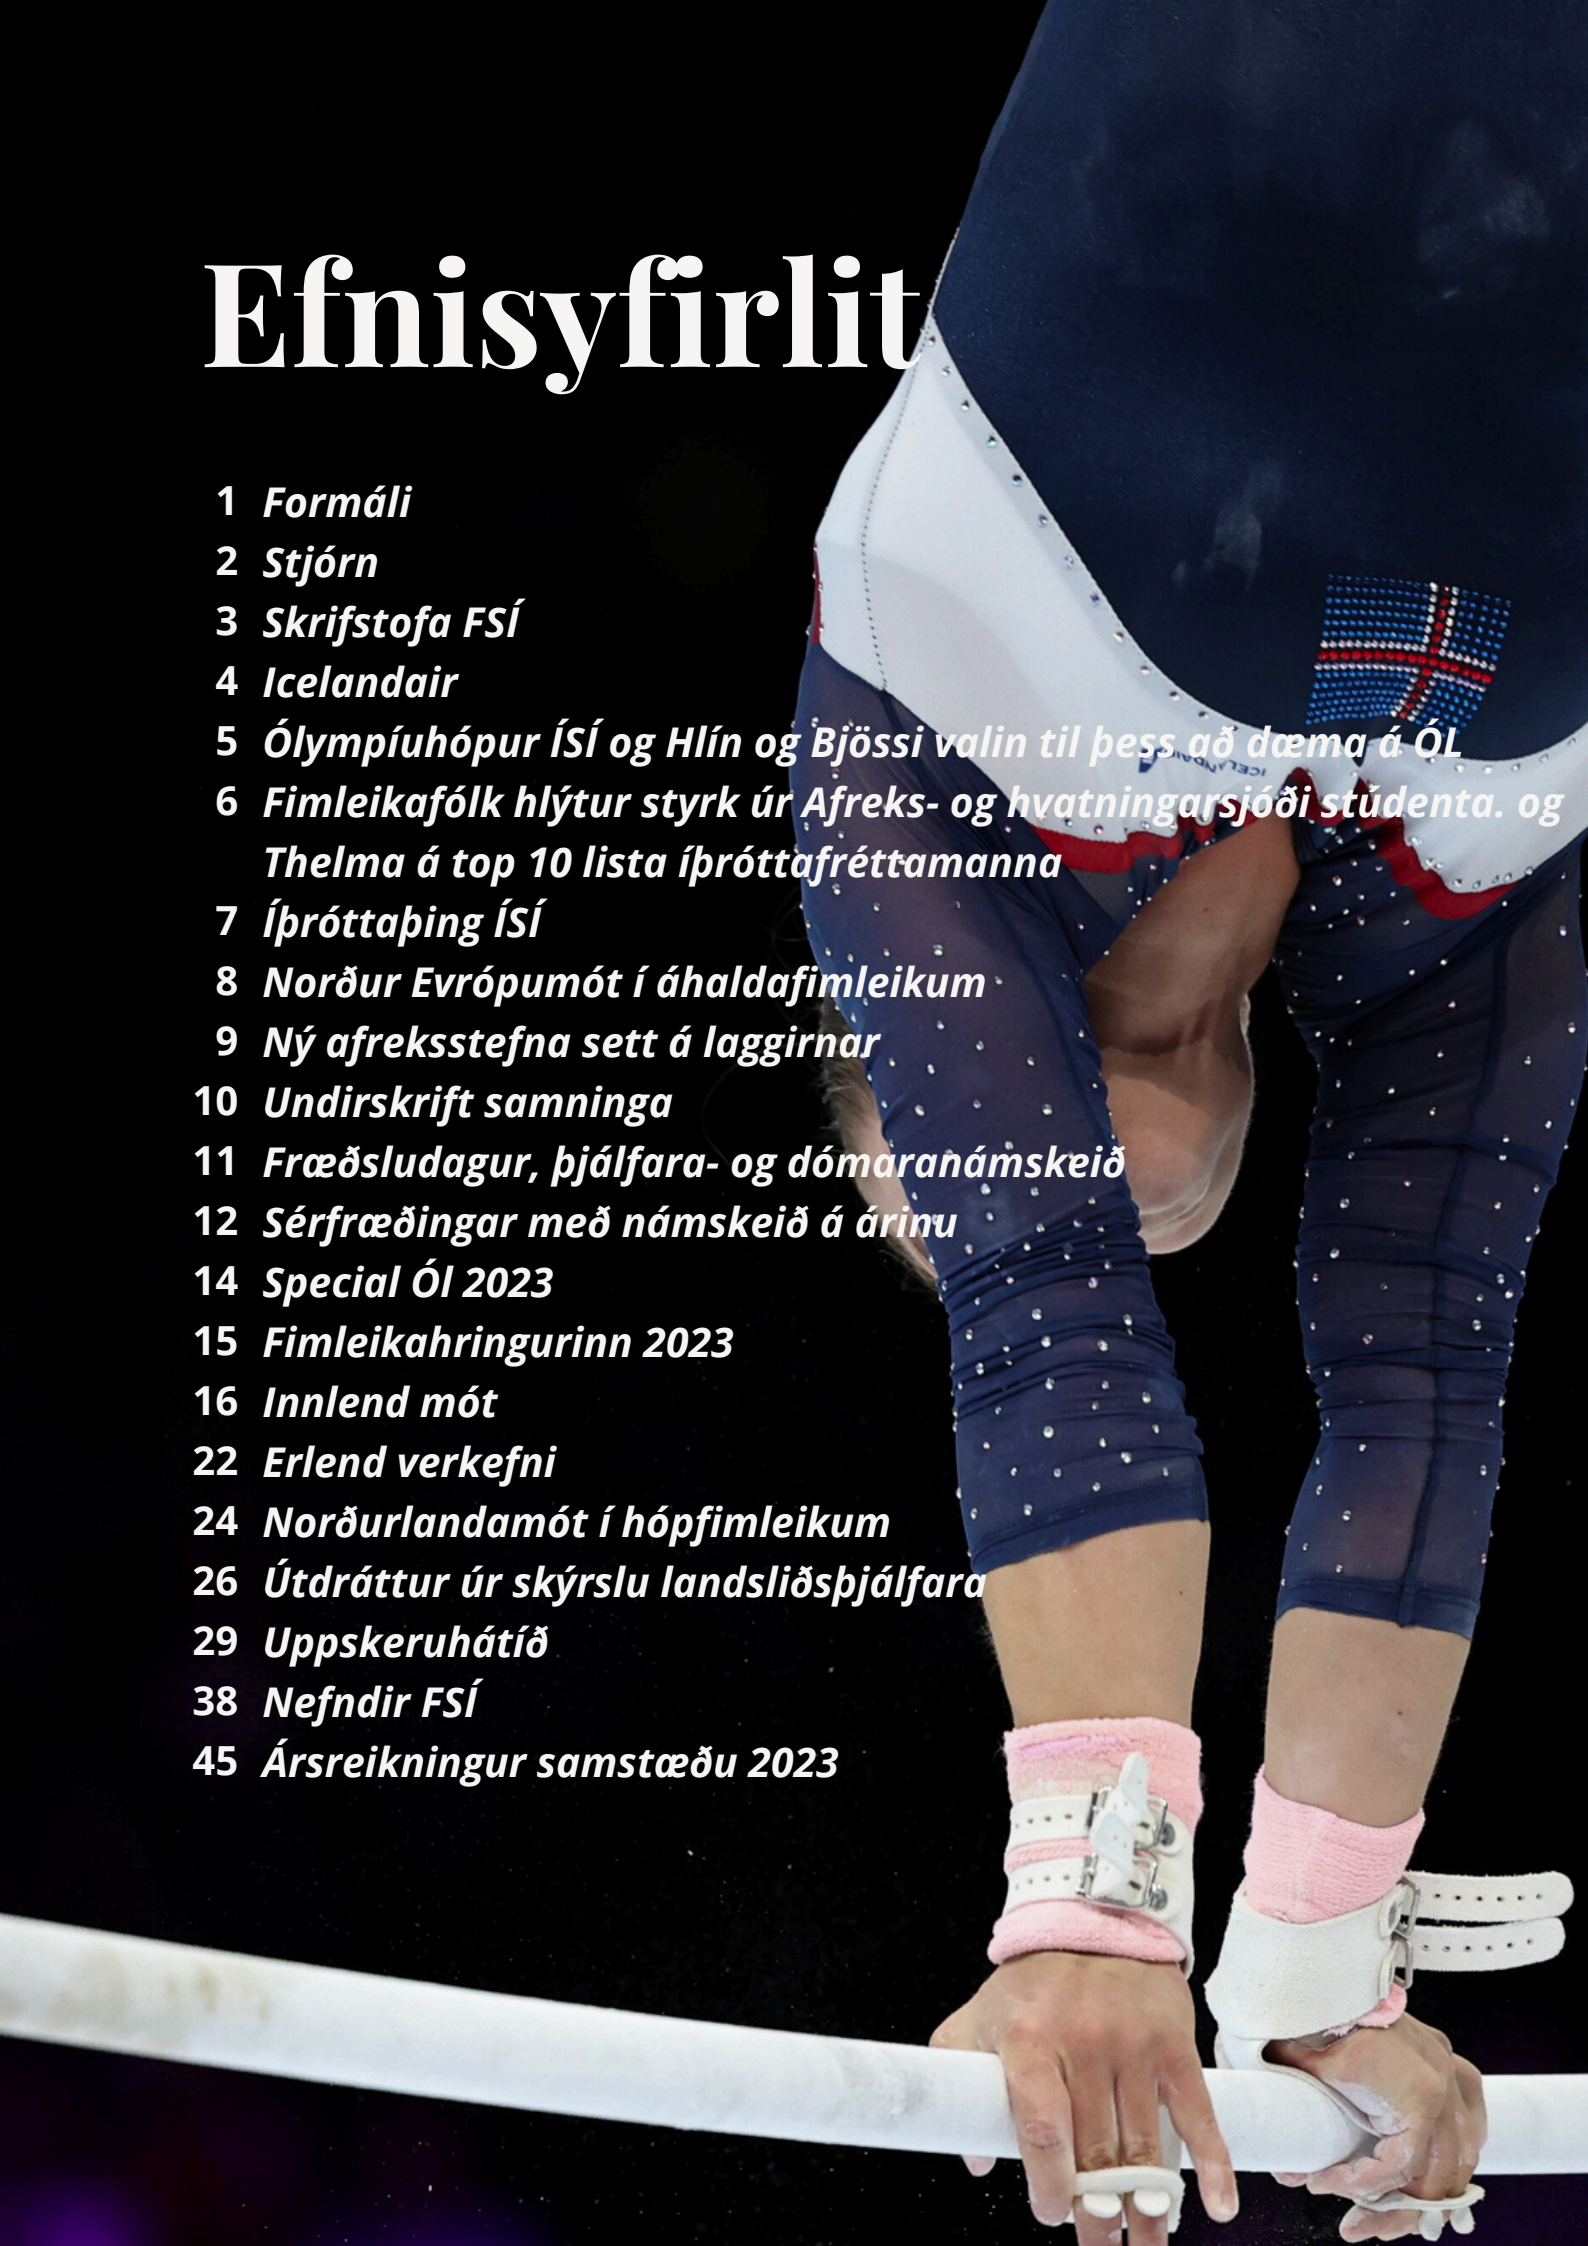 Efnisyfirlit
1 Formáli
2 Stjórn
3 Skrifstofa FSÍ
4 Icelandair
5 Ólympíuhópur ÍSÍ og Hlín og Bjössi valin til þess að dæma á ÓL
6 Fimleikafólk hlýtur styrk úr Afreks- og hvatningarsjóði stúdenta. og
Thelma á top 10 lista íþróttafréttamanna
7 Íþróttaþing ÍSÍ
8 Norður Evrópumót í áhaldafimleikum
9 Ný afreksstefna sett á laggirnar
10 Undirskrift samninga
11 Fræðsludagur, þjálfara- og dómaranámskeið
12 Sérfræðingar með námskeið á árinu
14 Special Ól 2023
15 Fimleikahringurinn 2023
16 Innlend mót
22 Erlend verkefni
24 Norðurlandamót í hópfimleikum
26 Útdráttur úr skýrslu landsliðsþjálfara
29 Uppskeruhátíð
38 Nefndir FSÍ
45 Ársreikningur samstæðu 2023
ICELANDAIR